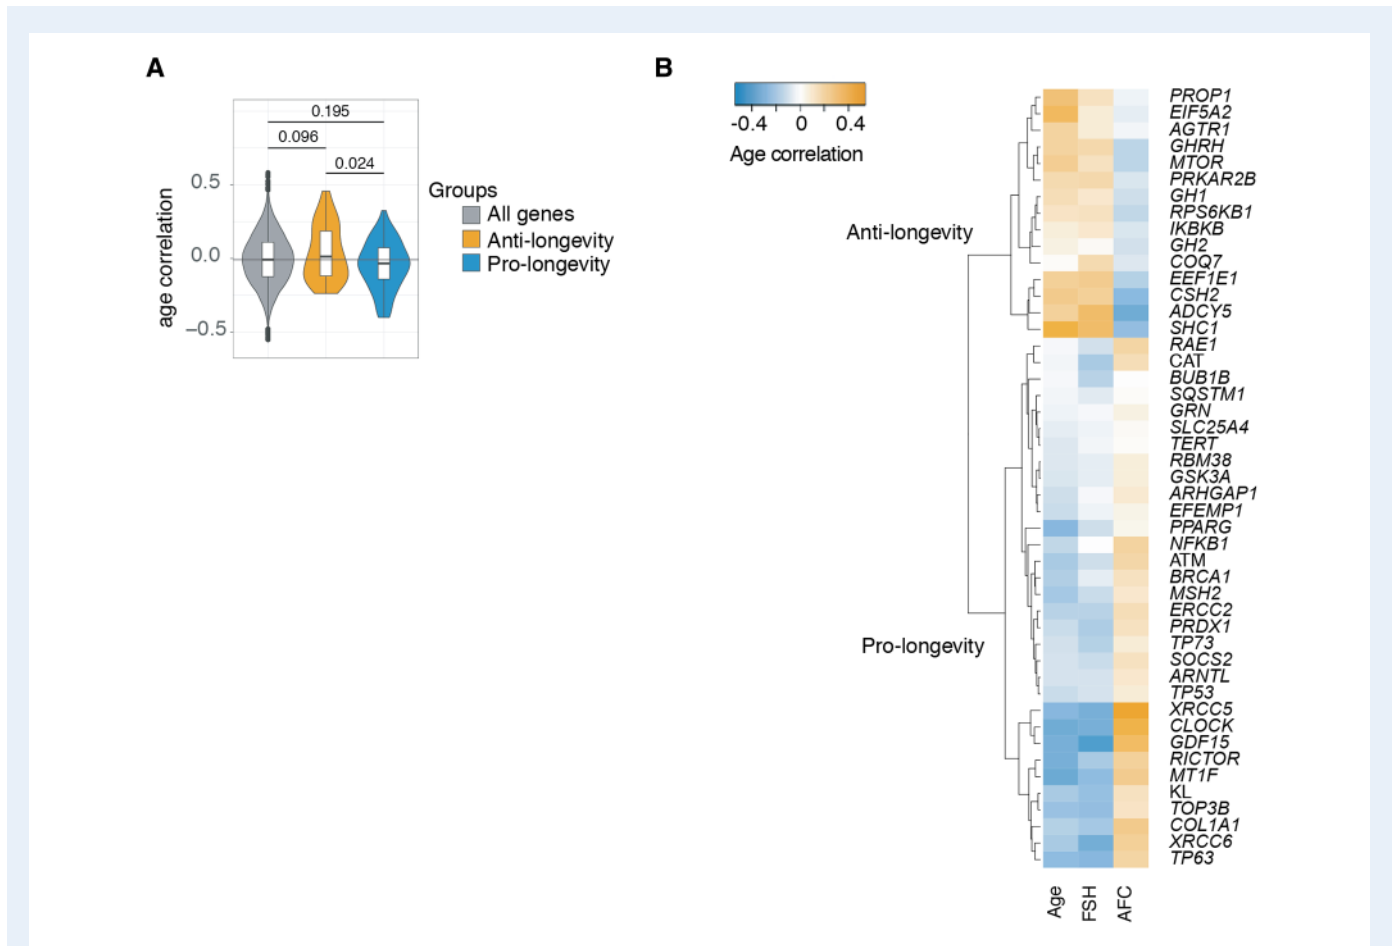 A
0.195
0.096
0.024
0.5
0.0
−0.5
age correlation
Groups
All genes
Anti-longevity
Pro-longevity
B
-0.4 0 0.4
Age correlation
Anti-longevity
Pro-longevity
PROP1
EIF5A2
AGTR1
GHRH
MTOR
PRKAR2B
GH1
RPS6KB1
IKBKB
GH2
COQ7
EEF1E1
CSH2
ADCY5
SHC1
RAE1
CAT
BUB1B
SQSTM1
GRN
SLC25A4
TERT
RBM38
GSK3A
ARHGAP1
EFEMP1
PPARG
NFKB1
ATM
BRCA1
MSH2
ERCC2
PRDX1
TP73
SOCS2
ARNTL
TP53
XRCC5
CLOCK
GDF15
RICTOR
MT1F
KL
TOP3B
COL1A1
XRCC6
TP63
Age
FSH
AFC